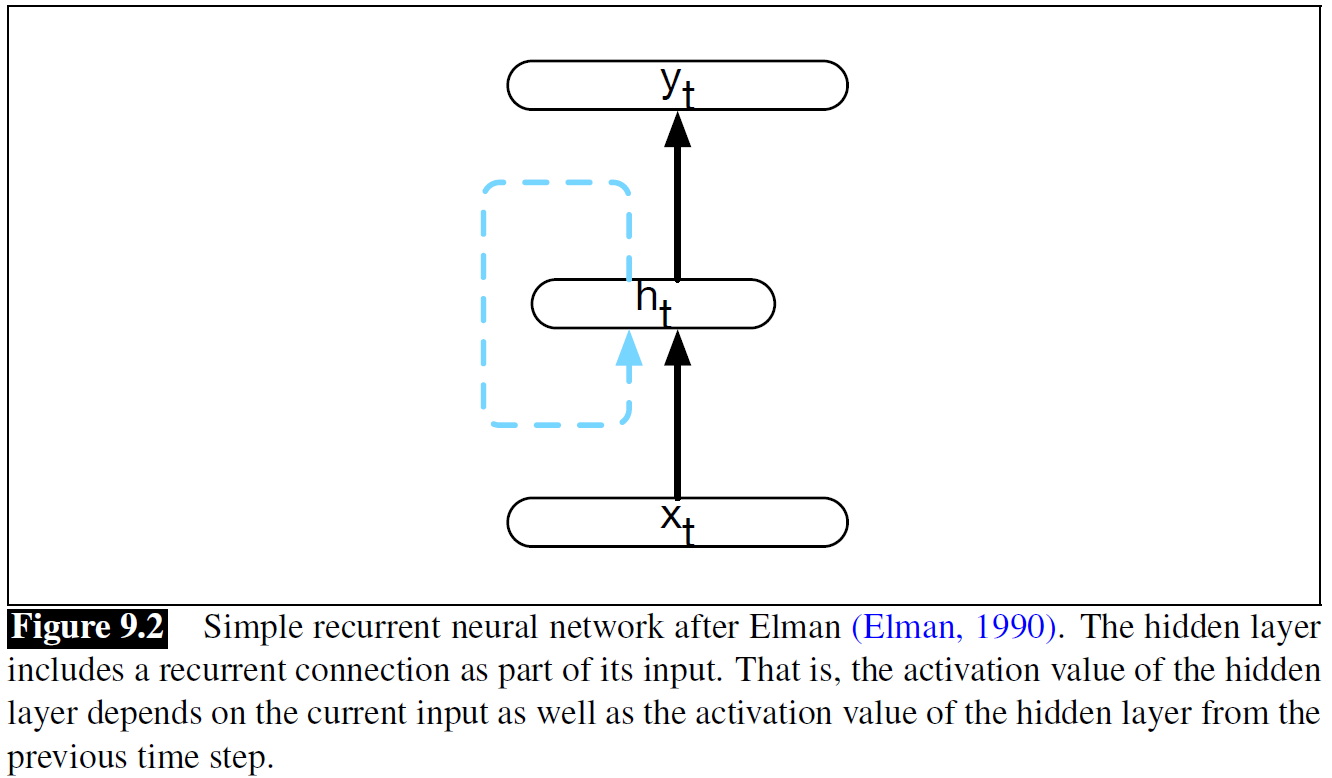 yt
ht
xt
Figure 9.2 Simple recurrent neural network after Elman (Elman, 1990). The hidden layer
includes a recurrent connection as part of its input. That is, the activation value of the hidden
layer depends on the current input as well as the activation value of the hidden layer from the
previous time step.